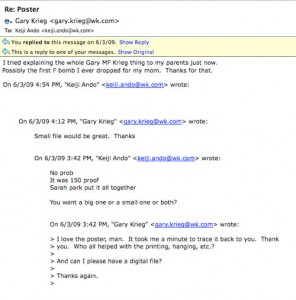 Re: Poster
Gary Krieg <gary.krieg@wk.com>
To: Keiji Ando <keiji.ando@wk.com>
You replied to this message on 6/3/09. Show Reply
This is a reply to one of your messages. Show Original
I tried explaining the whole Gary MF Krieg thing to my parents just now.
Possibly the first F bomb I ever dropped for my mom.  Thanks for that.
On 6/3/09 4:54 PM, "Keiji Ando" <keiji.ando@wk.com> wrote:
On 6/3/09 4:12 PM, "Gary Krieg" <gary.krieg@wk.com> wrote:
Small file would be great.  Thanks
On 6/3/09 3:42 PM, "Keiji Ando" <keiji.ando@wk.com> wrote:
No prob
It was 150 proof
Sarah park put it all together
You want a big one or a small one or both?
On 6/3/09 3:42 PM, "Gary Krieg" <gary.krieg@wk.com> wrote:
> I love the poster, man.  It took me a minute to trace it back to you.  Thank
> you.  Who all helped with the printing, hanging, etc.?
>
> And can I please have a digital file?
>
> Thanks again.
>